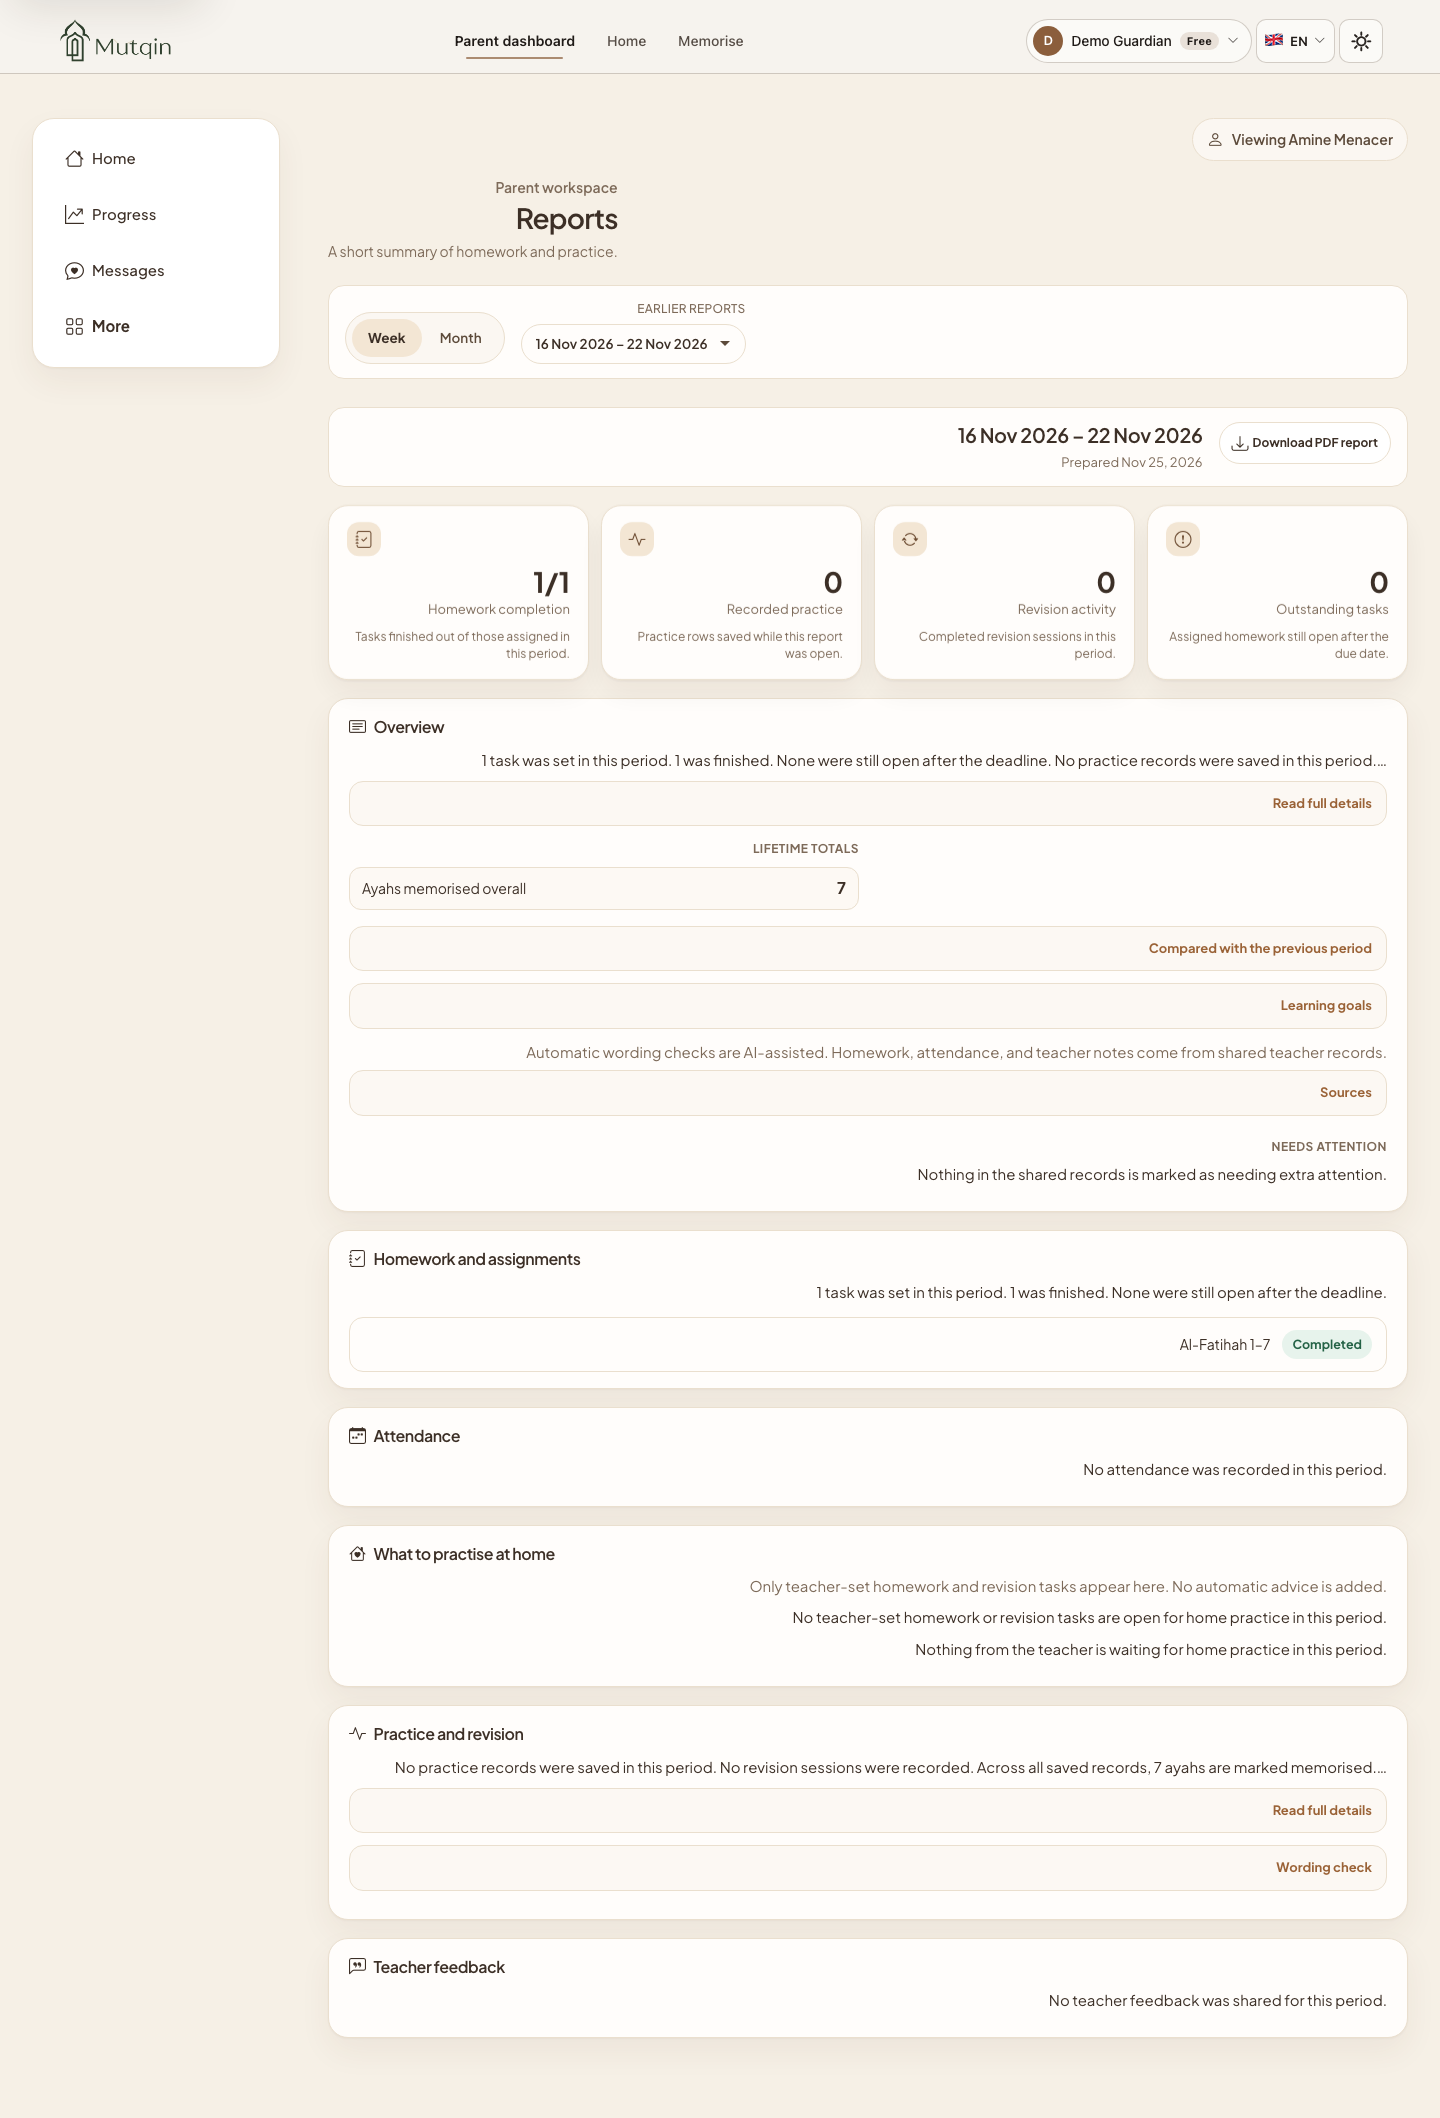 Mutqin
Parent dashboard
Home
Memorise
D
Demo Guardian
Free
EN
Home
Progress
Messages
More
Viewing Amine Menacer
Parent workspace
Reports
A short summary of homework and practice.
Week
Month
EARLIER REPORTS
16 Nov 2026 – 22 Nov 2026
16 Nov 2026 – 22 Nov 2026
Prepared Nov 25, 2026
Download PDF report
1/1
Homework completion
Tasks finished out of those assigned in
this period.
0
Recorded practice
Practice rows saved while this report
was open.
0
Revision activity
Completed revision sessions in this
period.
0
Outstanding tasks
Assigned homework still open after the
due date.
Overview
1 task was set in this period. 1 was finished. None were still open after the deadline. No practice records were saved in this period.…
Read full details
LIFETIME TOTALS
Ayahs memorised overall
7
Compared with the previous period
Learning goals
Automatic wording checks are AI-assisted. Homework, attendance, and teacher notes come from shared teacher records.
Sources
NEEDS ATTENTION
Nothing in the shared records is marked as needing extra attention.
Homework and assignments
1 task was set in this period. 1 was finished. None were still open after the deadline.
Al-Fatihah 1–7
Completed
Attendance
No attendance was recorded in this period.
What to practise at home
Only teacher-set homework and revision tasks appear here. No automatic advice is added.
No teacher-set homework or revision tasks are open for home practice in this period.
Nothing from the teacher is waiting for home practice in this period.
Practice and revision
No practice records were saved in this period. No revision sessions were recorded. Across all saved records, 7 ayahs are marked memorised.…
Read full details
Wording check
Teacher feedback
No teacher feedback was shared for this period.